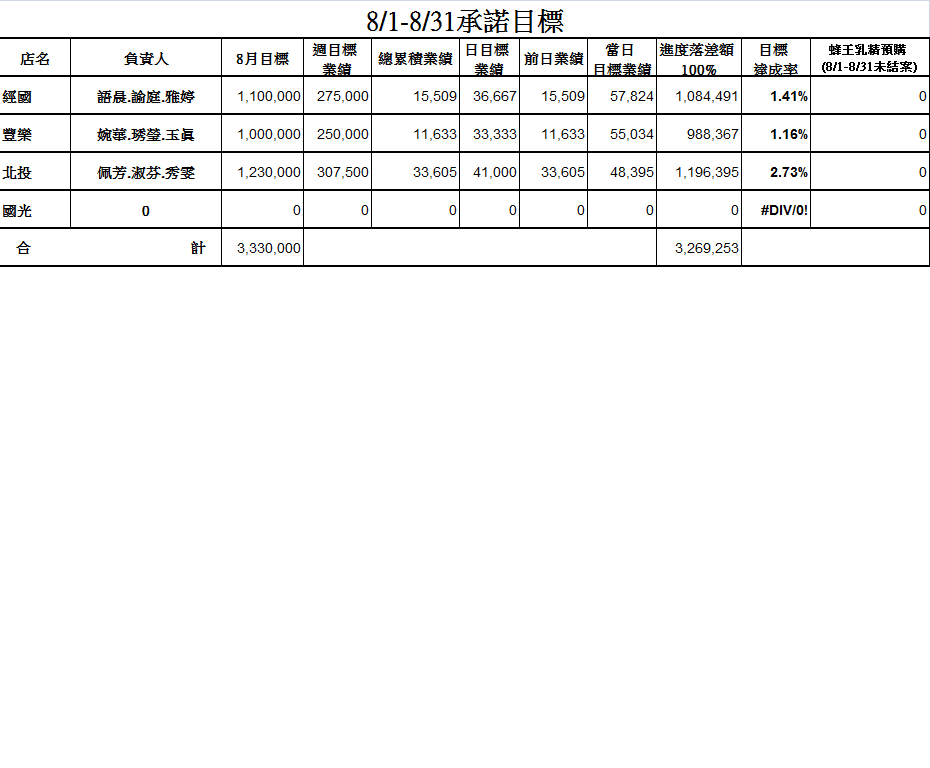 8/1-8/31承諾目標
店名 負責人 8月目標 週目標業績 總累積業績 日目標業績 前日業績 當日目標業績 進度落差額100% 目標達成率 蜂王乳精預購(8/1-8/31未結案)
經國 語晨.諭庭.雅婷 1,100,000 275,000 15,509 36,667 15,509 57,824 1,084,491 1.41% 0
豐樂 婉華.琇瑩.玉眞 1,000,000 250,000 11,633 33,333 11,633 55,034 988,367 1.16% 0
北投 佩芳.淑芬.秀雯 1,230,000 307,500 33,605 41,000 33,605 48,395 1,196,395 2.73% 0
國光 0 0 0 0 0 0 0 0 #DIV/0! 0
合計 3,330,000 3,269,253